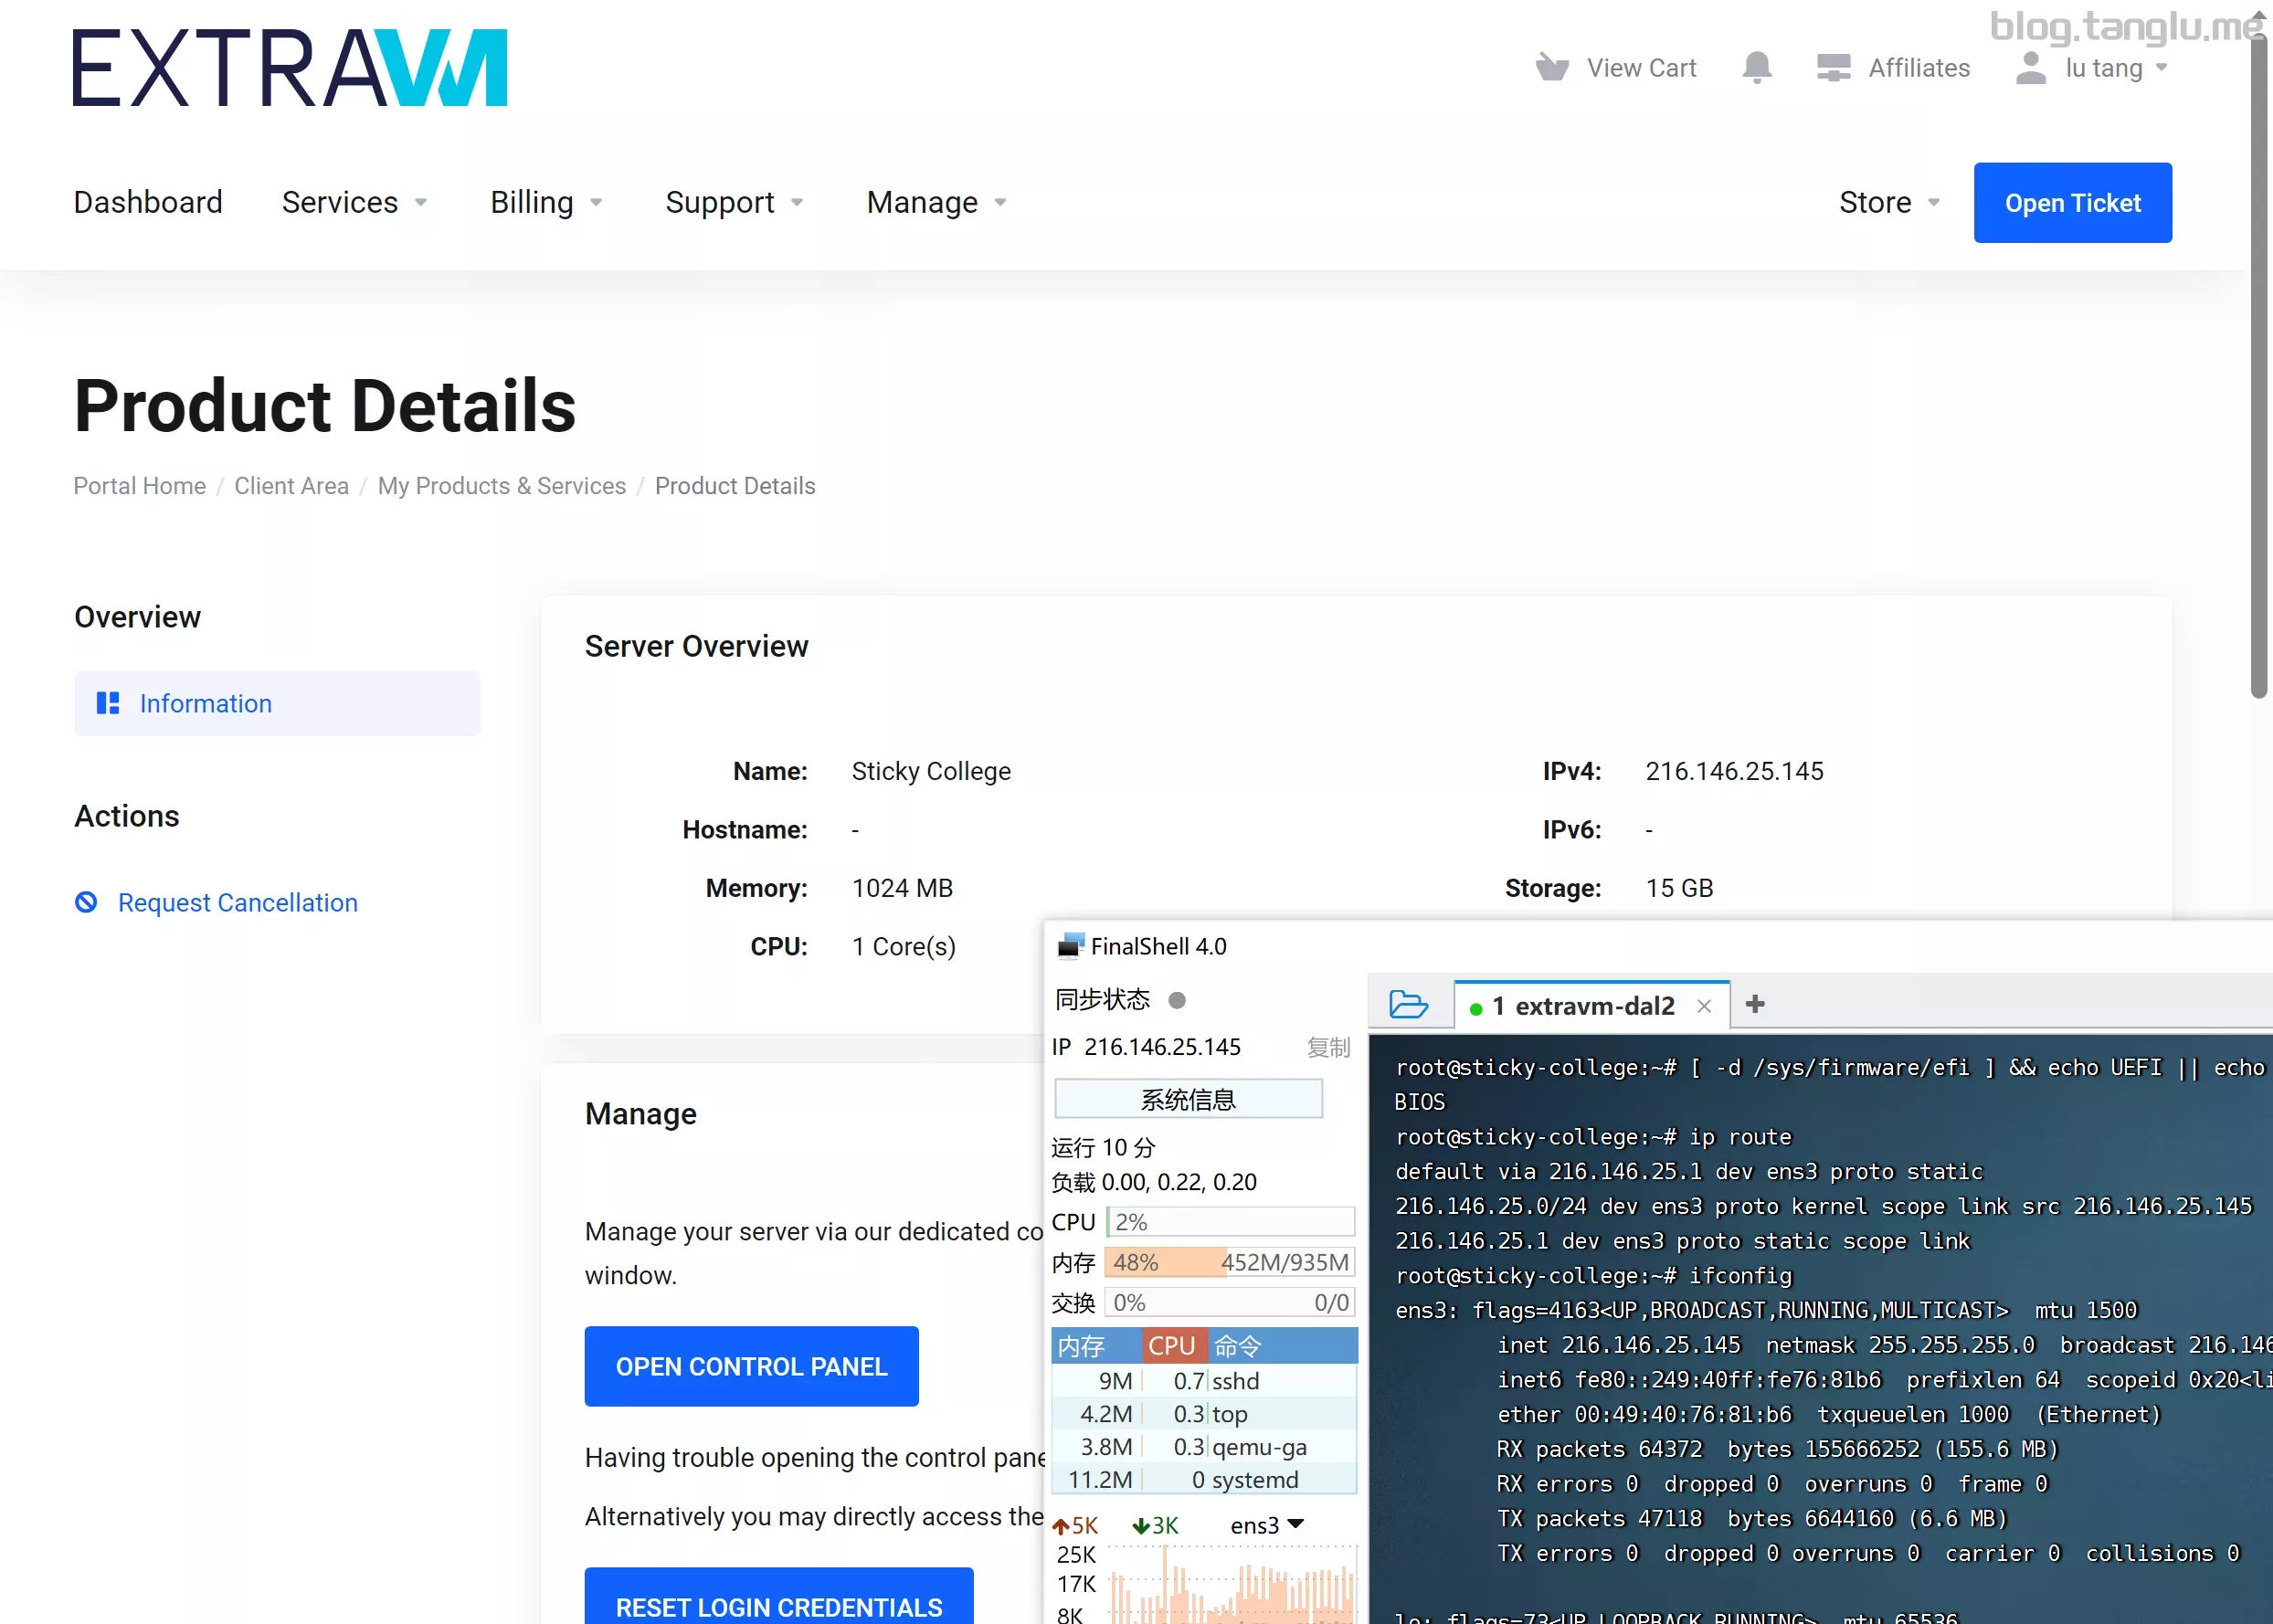 blog.tanglu.me
EXTRAVM
View Cart
Affiliates
lu tang
Dashboard
Services
Billing
Support
Manage
Store
Open Ticket
Product Details
Portal Home / Client Area / My Products & Services / Product Details
Overview
Information
Actions
Request Cancellation
Server Overview
Name: Sticky College
IPv4: 216.146.25.145
Hostname: -
IPv6: -
Memory: 1024 MB
Storage: 15 GB
CPU: 1 Core(s)
Manage
Manage your server via our dedicated co
window.
OPEN CONTROL PANEL
Having trouble opening the control pane
Alternatively you may directly access the
RESET LOGIN CREDENTIALS
FinalShell 4.0
同步状态
IP 216.146.25.145 复制
系统信息
运行 10 分
负载 0.00, 0.22, 0.20
CPU 2%
内存 48% 452M/935M
交换 0% 0/0
内存 CPU 命令
9M 0.7 sshd
4.2M 0.3 top
3.8M 0.3 qemu-ga
11.2M 0 systemd
5K 3K ens3
25K
17K
8K
1 extravm-dal2
root@sticky-college:~# [ -d /sys/firmware/efi ] && echo UEFI || echo
BIOS
root@sticky-college:~# ip route
default via 216.146.25.1 dev ens3 proto static
216.146.25.0/24 dev ens3 proto kernel scope link src 216.146.25.145
216.146.25.1 dev ens3 proto static scope link
root@sticky-college:~# ifconfig
ens3: flags=4163<UP,BROADCAST,RUNNING,MULTICAST>  mtu 1500
inet 216.146.25.145  netmask 255.255.255.0  broadcast 216.146
inet6 fe80::249:40ff:fe76:81b6  prefixlen 64  scopeid 0x20<li
ether 00:49:40:76:81:b6  txqueuelen 1000  (Ethernet)
RX packets 64372  bytes 155666252 (155.6 MB)
RX errors 0  dropped 0  overruns 0  frame 0
TX packets 47118  bytes 6644160 (6.6 MB)
TX errors 0  dropped 0 overruns 0  carrier 0  collisions 0
lo: flags=73<UP,LOOPBACK,RUNNING>  mtu 65536